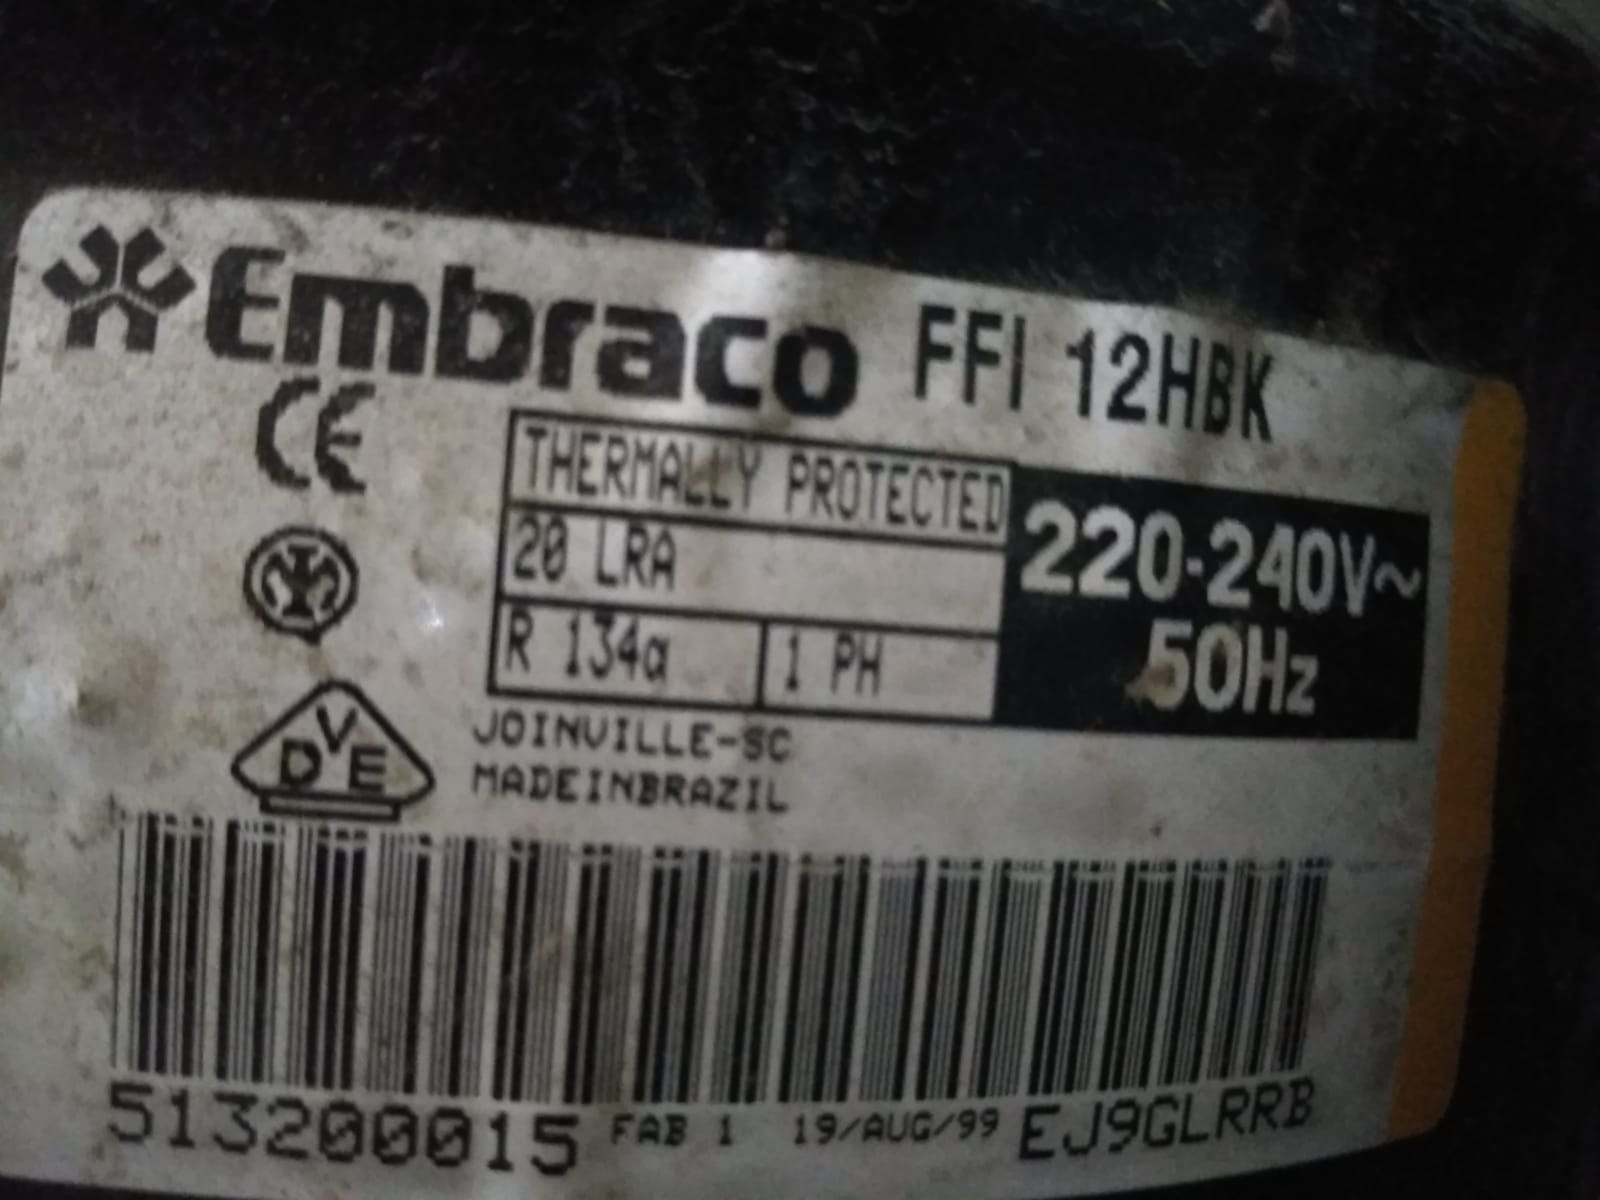 Embraco FFI 12HBK
CE
THERMALLY PROTECTED
20 LRA
220-240V~
50Hz
R 134a 1 PH
DVE
JOINVILLE-SC
MADEINBRAZIL
513200015 FAB 1 19/AUG/99 EJ9GLRRB